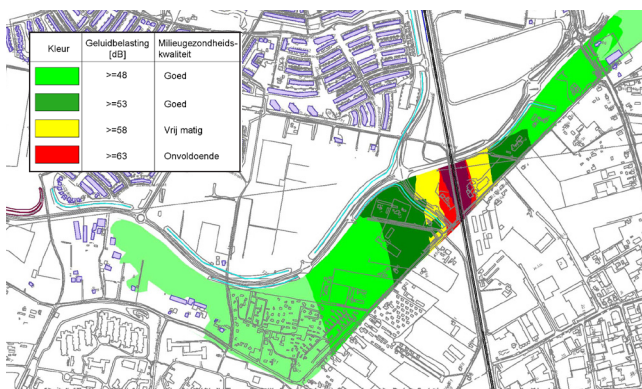 Kleur Geluidbelasting [dB] Milieugezondheids-kwaliteit
>=48 Goed
>=53 Goed
>=58 Vrij matig
>=63 Onvoldoende